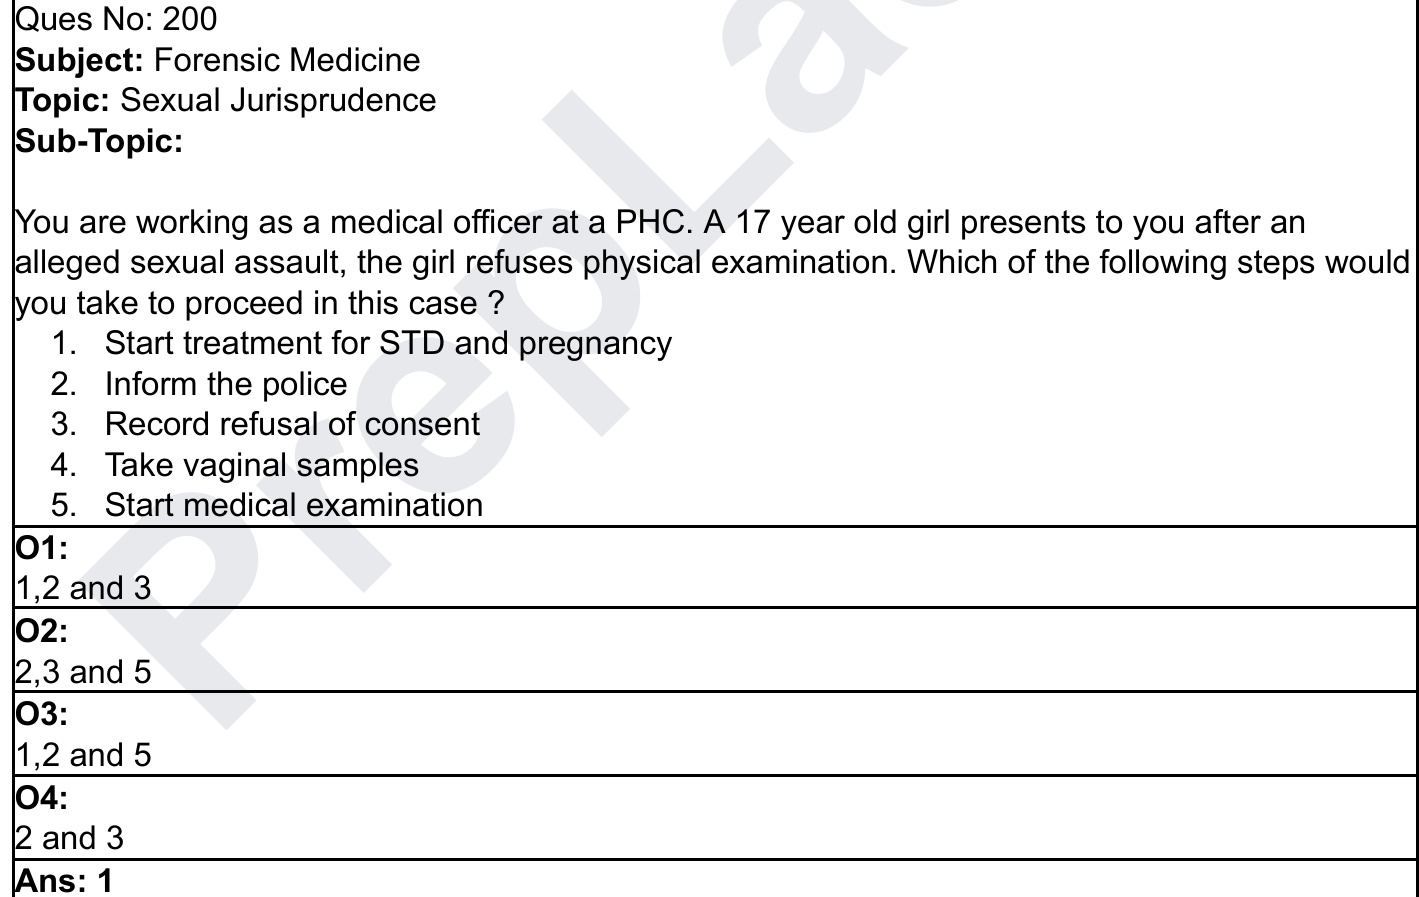 Ques No: 200
Subject: Forensic Medicine
Topic: Sexual Jurisprudence
Sub-Topic:
You are working as a medical officer at a PHC. A 17 year old girl presents to you after an
alleged sexual assault, the girl refuses physical examination. Which of the following steps would
you take to proceed in this case ?
1. Start treatment for STD and pregnancy
2. Inform the police
3. Record refusal of consent
4. Take vaginal samples
5. Start medical examination
O1:
1,2 and 3
O2:
2,3 and 5
O3:
1,2 and 5
O4:
2 and 3
Ans: 1